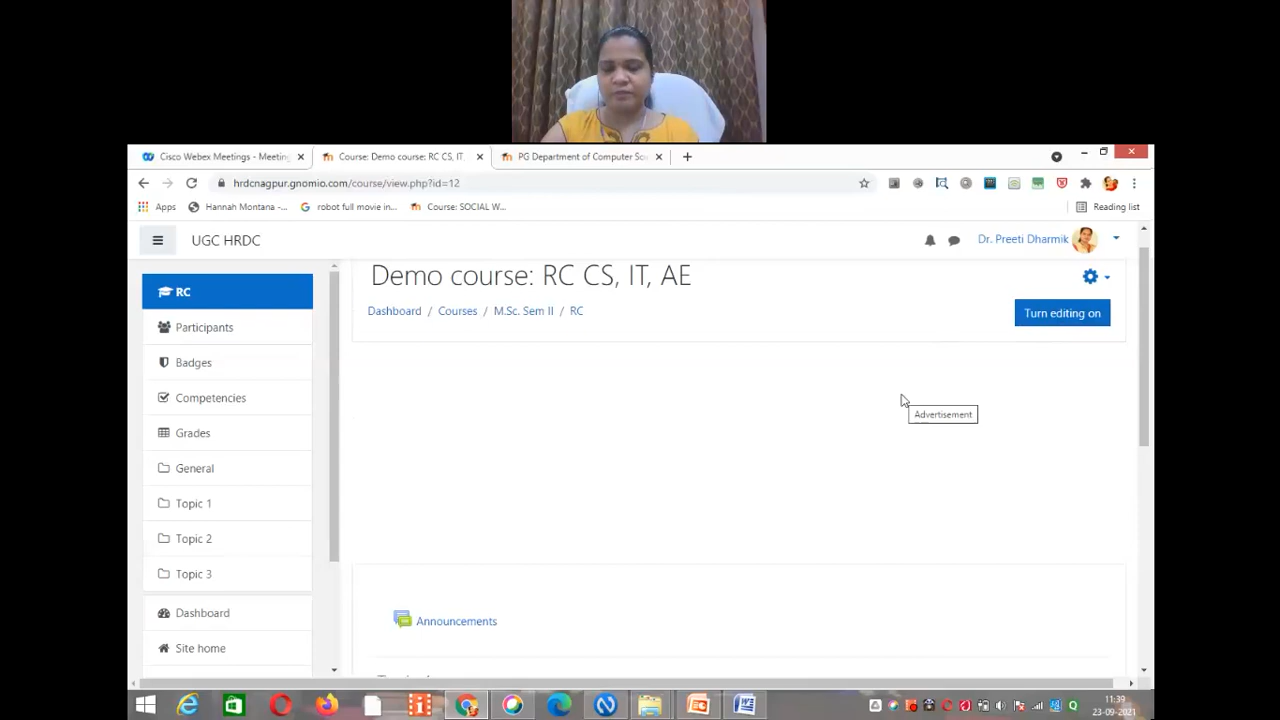 Cisco Webex Meetings - Meeting
Course: Demo course: RC CS, IT,
PG Department of Computer So
hrdcnagpur.gnomio.com/course/view.php?id=12
Apps
Hannah Montana -...
robot full movie in...
Course: SOCIAL W...
Reading list
UGC HRDC
Dr. Preeti Dharmik
RC
Demo course: RC CS, IT, AE
Dashboard / Courses / M.Sc. Sem II / RC
Turn editing on
Participants
Badges
Competencies
Grades
General
Topic 1
Topic 2
Topic 3
Dashboard
Site home
Advertisement
Announcements
11:39
23-09-2021